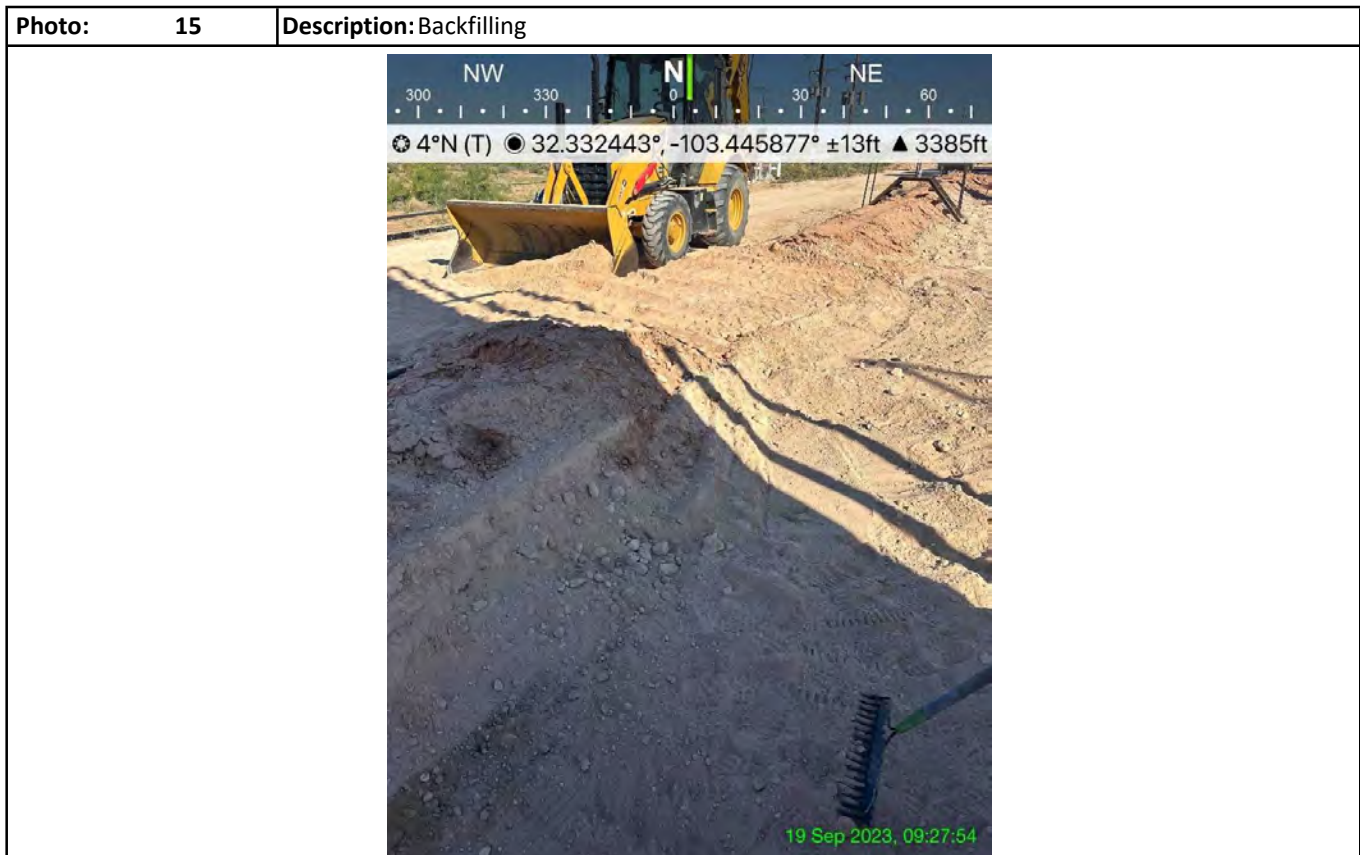 Photo: 15 Description: Backfilling
NW N NE
300 330 0 30 60
4°N (T) 32.332443°, -103.445877° ±13ft ▲ 3385ft
19 Sep 2023, 09:27:54